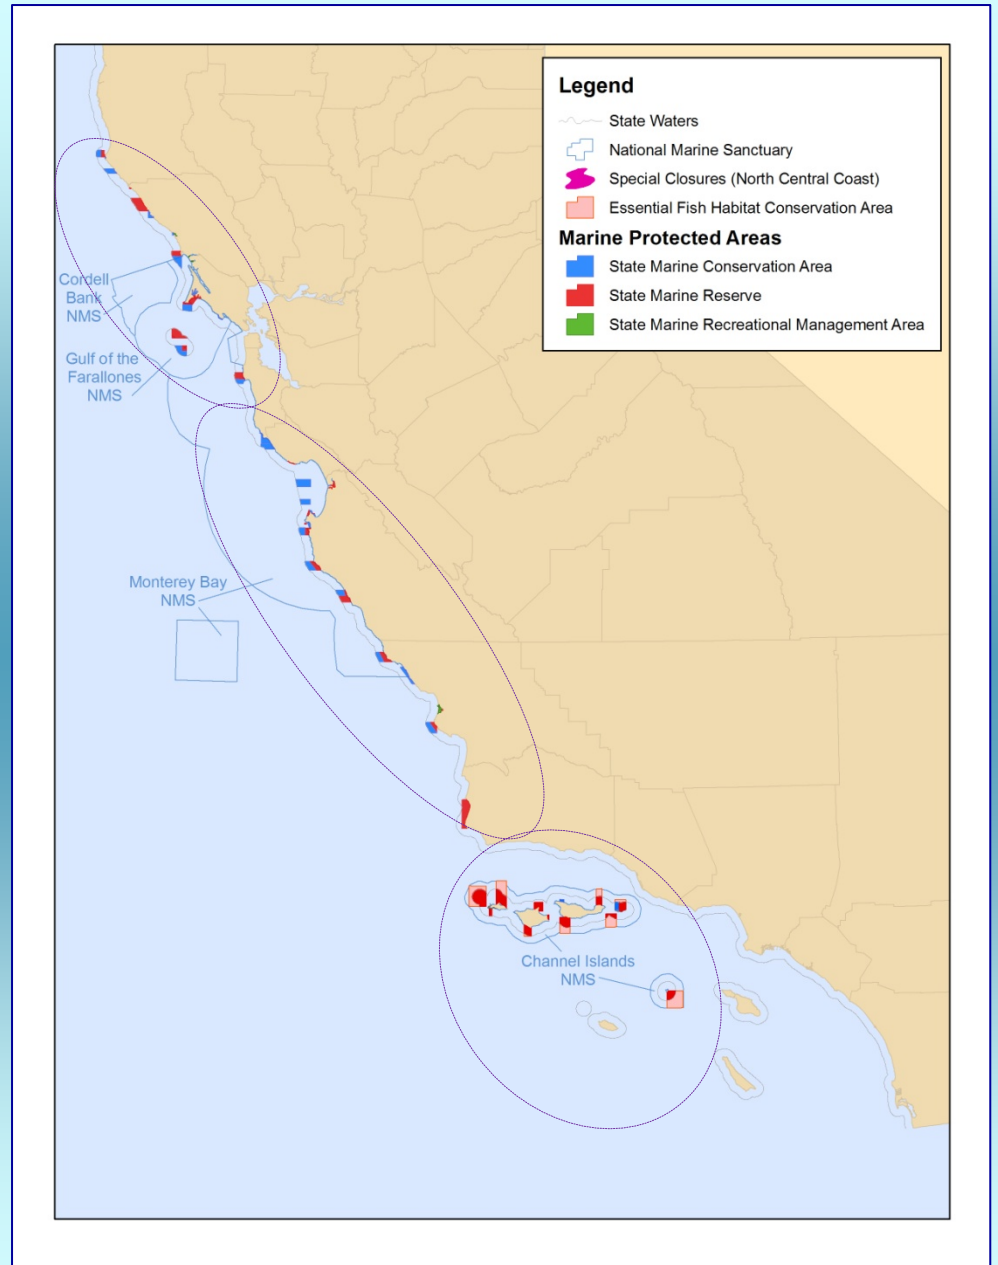 Legend
State Waters
National Marine Sanctuary
Special Closures (North Central Coast)
Essential Fish Habitat Conservation Area
Marine Protected Areas
State Marine Conservation Area
State Marine Reserve
State Marine Recreational Management Area
Cordell
Bank
NMS
Gulf of the
Farallones
NMS
Monterey Bay
NMS
Channel Islands
NMS